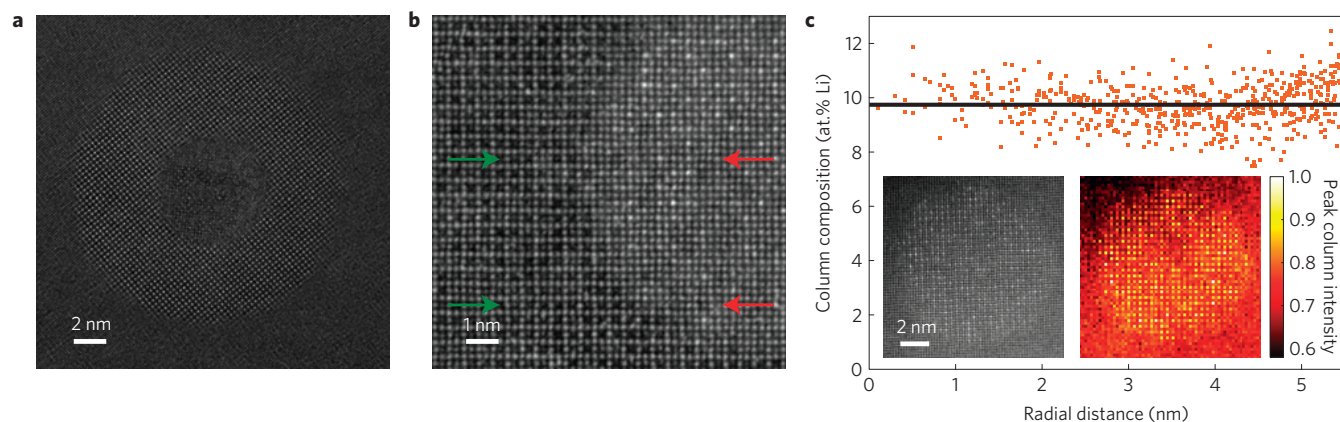 a
2 nm
b
1 nm
c
Column composition (at.% Li)
12
10
8
6
4
2
0
2 nm
1.0
0.9
0.8
0.7
0.6
Peak column intensity
0 1 2 3 4 5
Radial distance (nm)